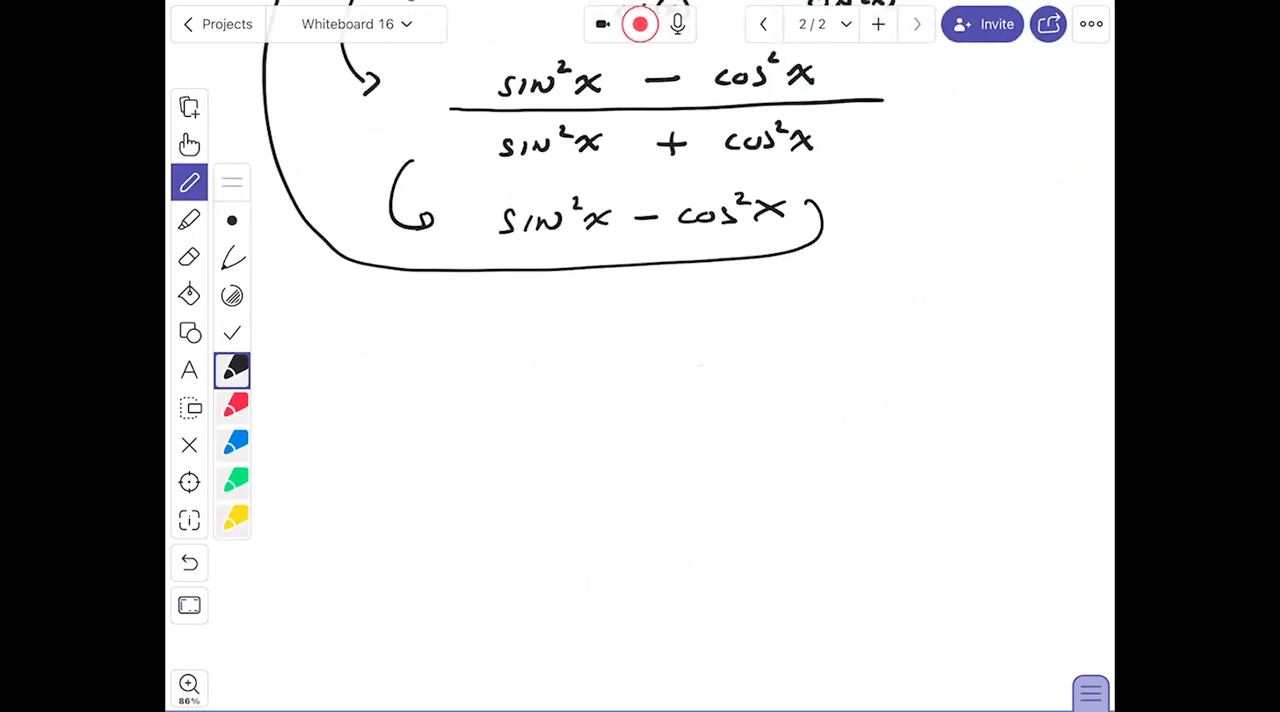 Projects
Whiteboard 16
2 / 2
Invite
sin²x − cos²x
sin²x + cos²x
sin²x − cos²x
A
86%